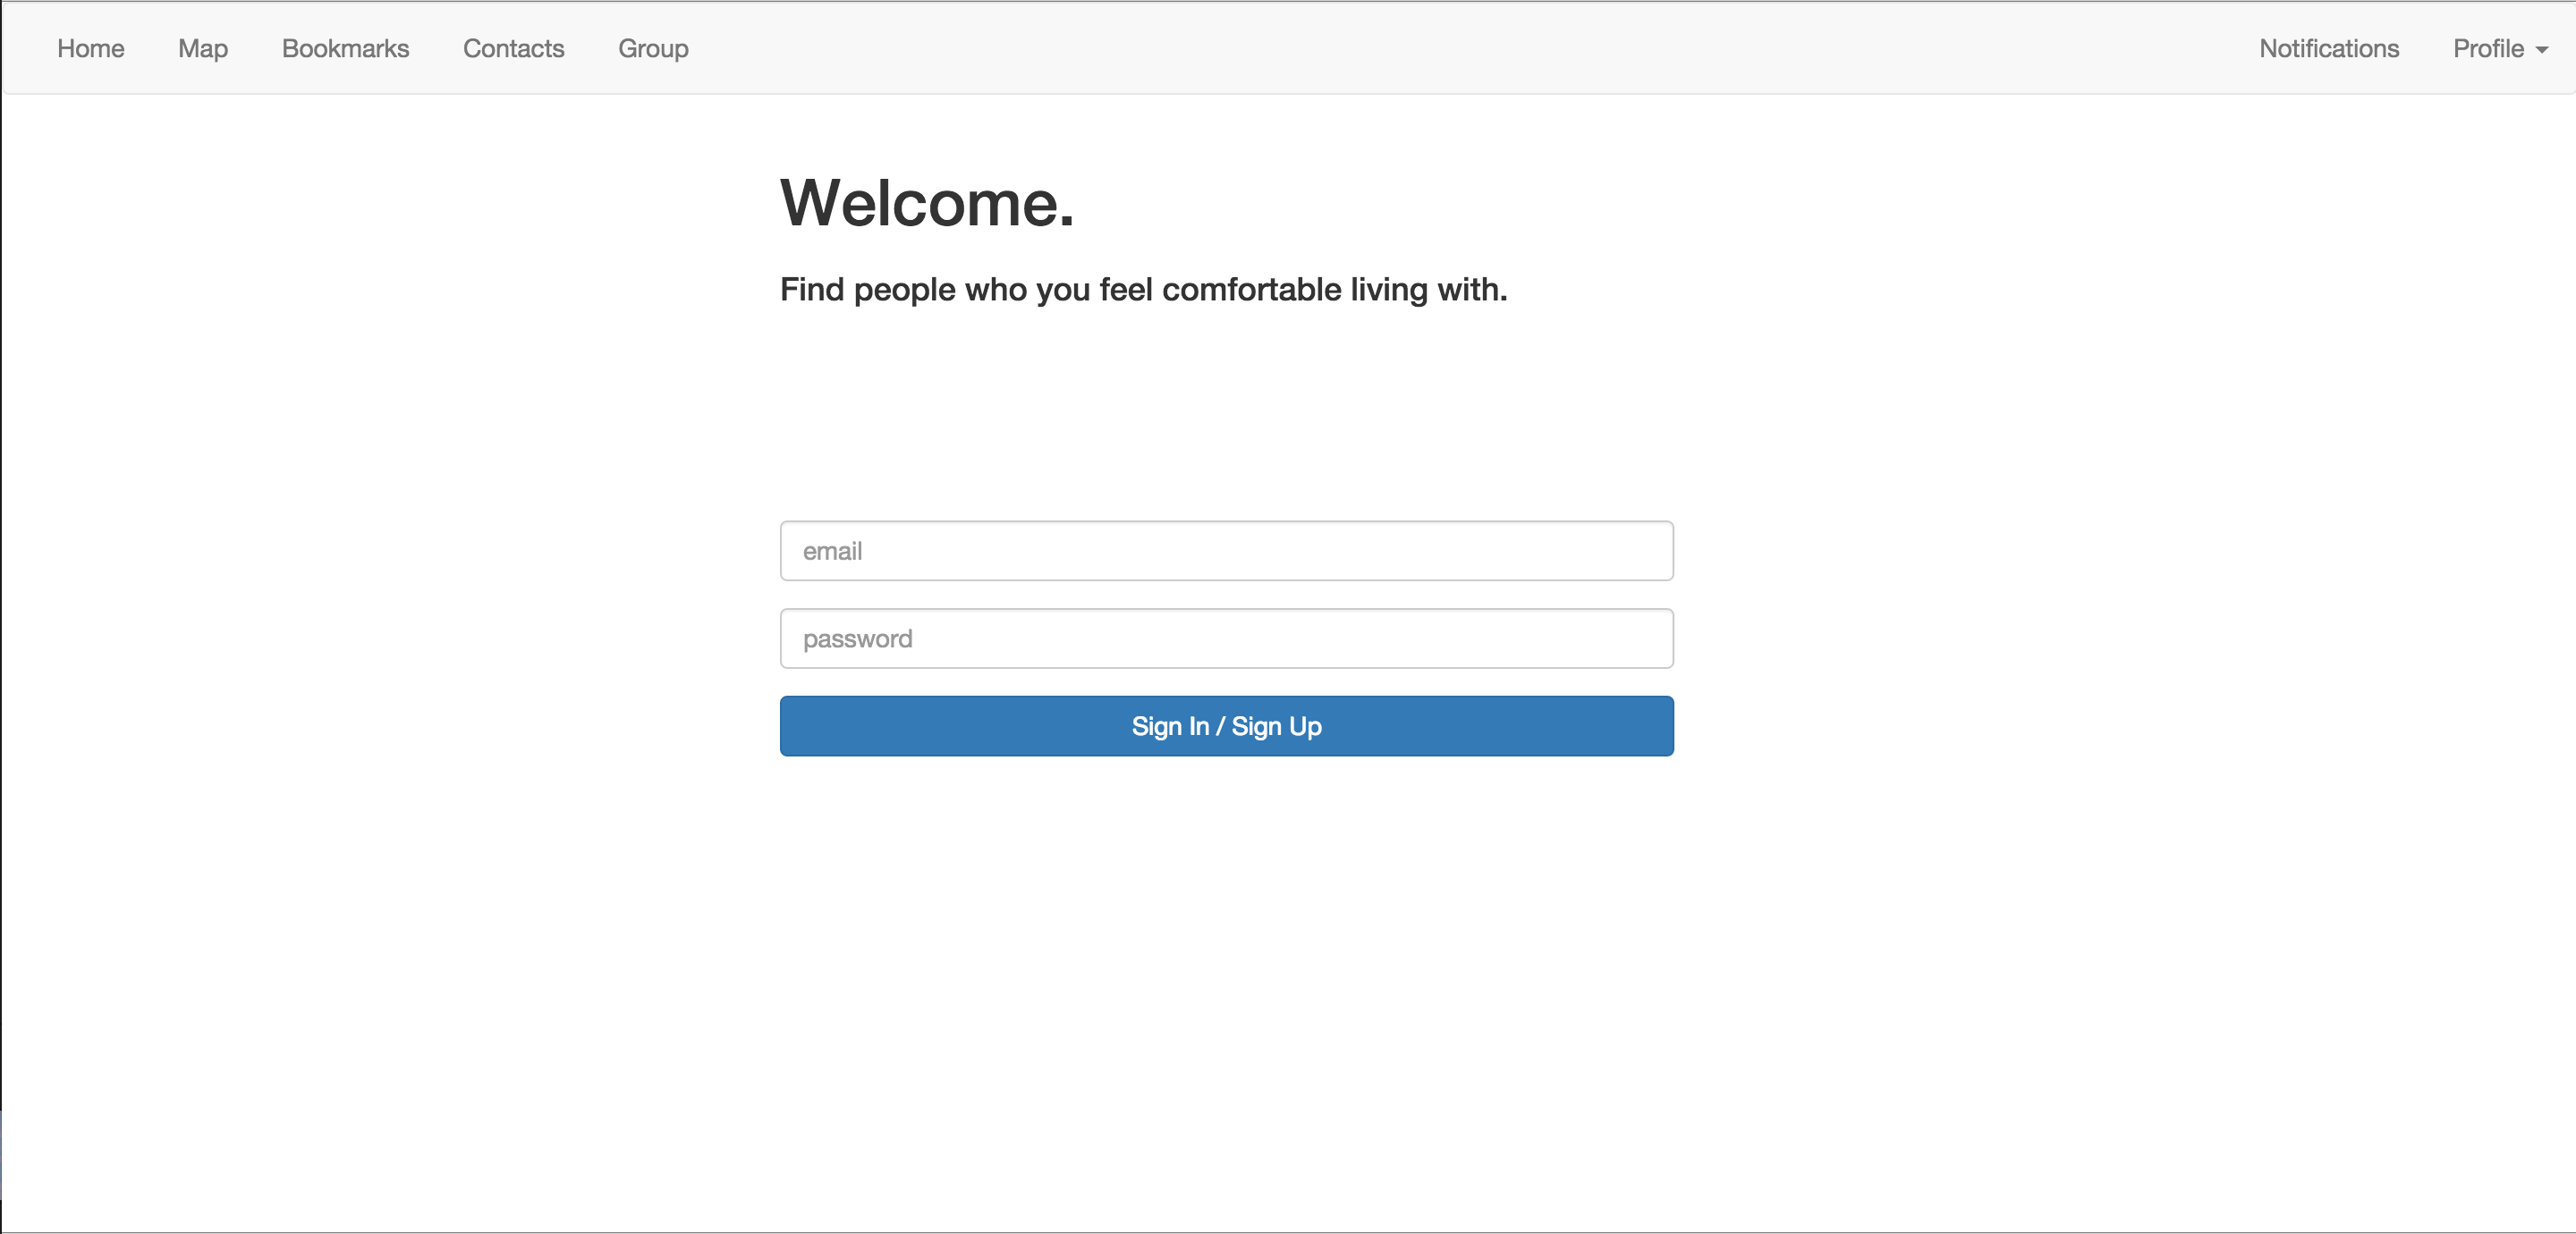 Home Map Bookmarks Contacts Group Notifications Profile
Welcome.
Find people who you feel comfortable living with.
email
password
Sign In / Sign Up